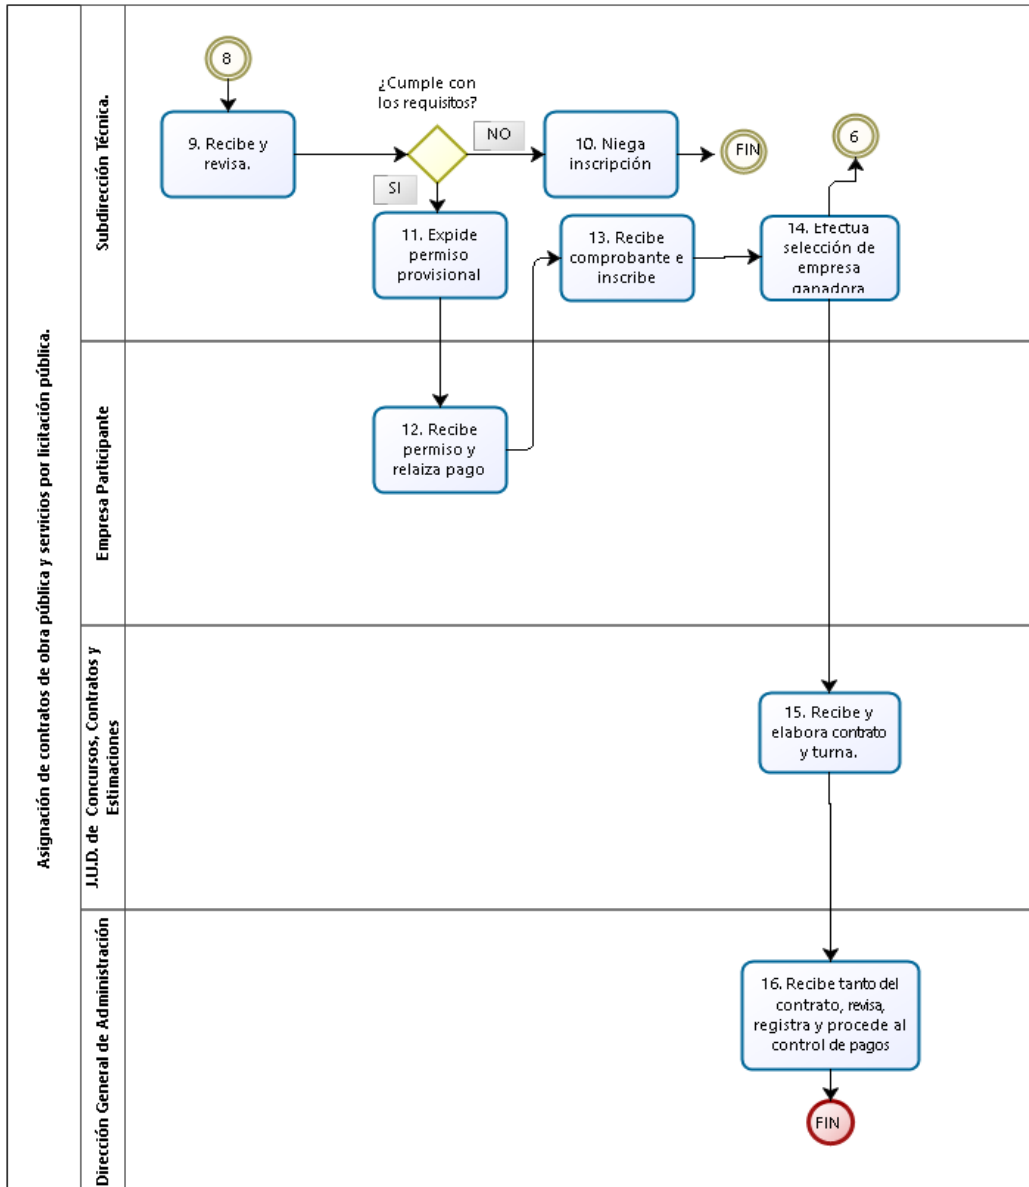 Asignación de contratos de obra pública y servicios por licitación pública.
Subdirección Técnica.
8
9. Recibe y
revisa.
¿Cumple con
los requisitos?
NO
10. Niega
inscripción
FIN
6
SI
11. Expide
permiso
provisional
13. Recibe
comprobante e
inscribe
14. Efectua
selección de
empresa
ganadora
Empresa Participante
12. Recibe
permiso y
relaiza pago
J.U.D. de Concursos, Contratos y
Estimaciones
15. Recibe y
elabora contrato
y turna.
Dirección General de Administración
16. Recibe tanto del
contrato, revisa,
registra y procede al
control de pagos
FIN